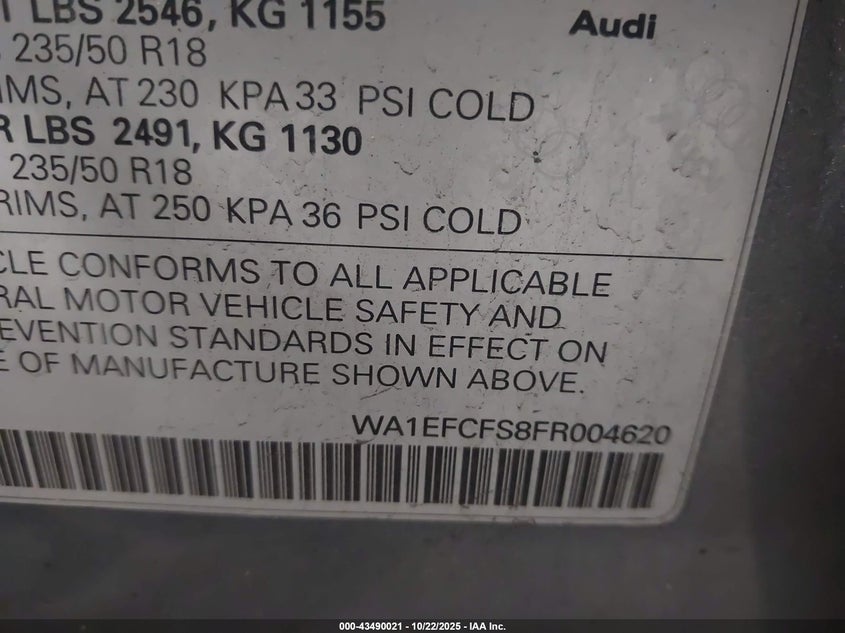 LBS 2546, KG 1155
Audi
235/50 R18
IMS, AT 230 KPA 33 PSI COLD
R LBS 2491, KG 1130
235/50 R18
RIMS, AT 250 KPA 36 PSI COLD
CLE CONFORMS TO ALL APPLICABLE
RAL MOTOR VEHICLE SAFETY AND
EVENTION STANDARDS IN EFFECT ON
E OF MANUFACTURE SHOWN ABOVE.
WA1EFCFS8FR004620
000-43490021 - 10/22/2025 - IAA Inc.